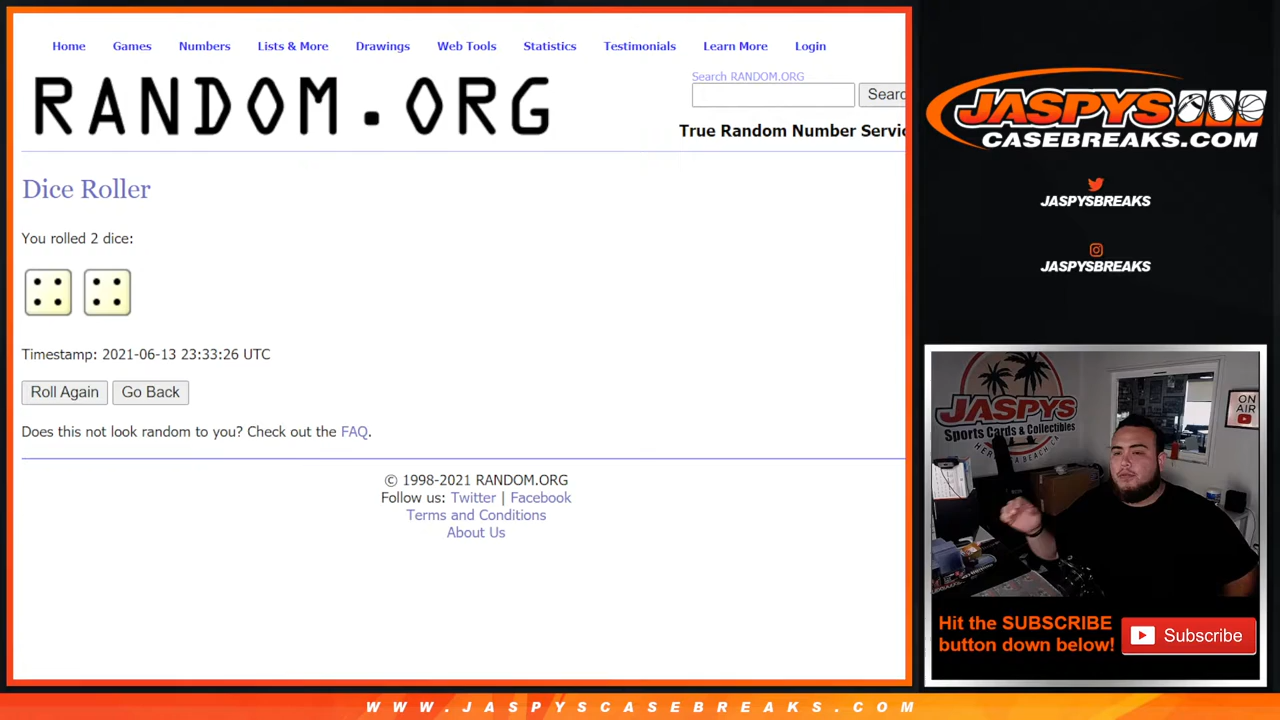 Home Games Numbers Lists & More Drawings Web Tools Statistics Testimonials Learn More Login
RANDOM.ORG
Search RANDOM.ORG
Searc
True Random Number Servic
Dice Roller
You rolled 2 dice:
Timestamp: 2021-06-13 23:33:26 UTC
Roll Again Go Back
Does this not look random to you? Check out the FAQ.
© 1998-2021 RANDOM.ORG
Follow us: Twitter | Facebook
Terms and Conditions
About Us
JASPYS
CASEBREAKS.COM
JASPYSBREAKS
JASPYSBREAKS
JASPYS
Sports Cards & Collectibles
ON
AIR
Hit the SUBSCRIBE
button down below!
Subscribe
WWW.JASPYSCASEBREAKS.COM